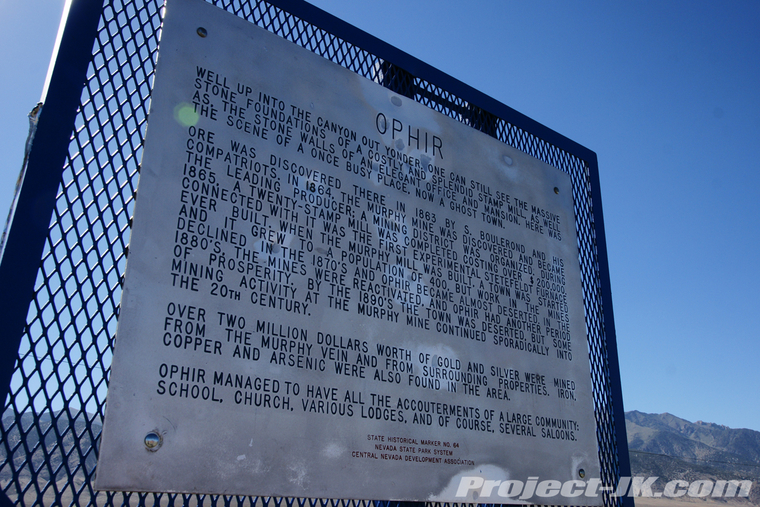 OPHIR
WELL UP INTO THE CANYON OUT YONDER, ONE CAN STILL SEE THE MASSIVE
STONE FOUNDATIONS OF A COSTLY AND SPLENDID STAMP MILL, AS WELL
AS THE STONE WALLS OF AN ELEGANT OFFICE AND MANSION. HERE WAS
THE SCENE OF A ONCE BUSY PLACE, NOW A GHOST TOWN.
ORE WAS DISCOVERED THERE IN 1863 BY S. BOULEROND AND HIS
COMPATRIOTS. IN 1864, THE MURPHY MINE WAS DISCOVERED AND BECAME
THE LEADING PRODUCER; A MINING DISTRICT WAS ORGANIZED. IN
1865, A TWENTY-STAMP MILL WAS COMPLETED COSTING OVER $200,000.
CONNECTED WITH IT WAS THE FIRST EXPERIMENTAL STETEFELDT FURNACE
EVER BUILT. WHEN THE MURPHY MILL WAS BUILT A TOWN WAS STARTED
AND IT GREW TO A POPULATION OF 400, BUT WORK IN THE MINES
DECLINED IN THE 1870'S AND OPHIR BECAME ALMOST DESERTED. IN THE
1880'S, THE MINES WERE REACTIVATED, AND OPHIR HAD ANOTHER PERIOD
OF PROSPERITY. BY THE 1890'S THE TOWN WAS DESERTED, BUT SOME
MINING ACTIVITY AT THE MURPHY MINE CONTINUED SPORADICALLY INTO
THE 20TH CENTURY.
OVER TWO MILLION DOLLARS WORTH OF GOLD AND SILVER WERE MINED
FROM THE MURPHY VEIN AND FROM SURROUNDING PROPERTIES. IRON,
COPPER AND ARSENIC WERE ALSO FOUND IN THE AREA.
OPHIR MANAGED TO HAVE ALL THE ACCOUTERMENTS OF A LARGE COMMUNITY:
SCHOOL, CHURCH, VARIOUS LODGES, AND OF COURSE, SEVERAL SALOONS.
STATE HISTORICAL MARKER NO. 64
NEVADA STATE PARK SYSTEM
CENTRAL NEVADA DEVELOPMENT ASSOCIATION
Project-JK.com